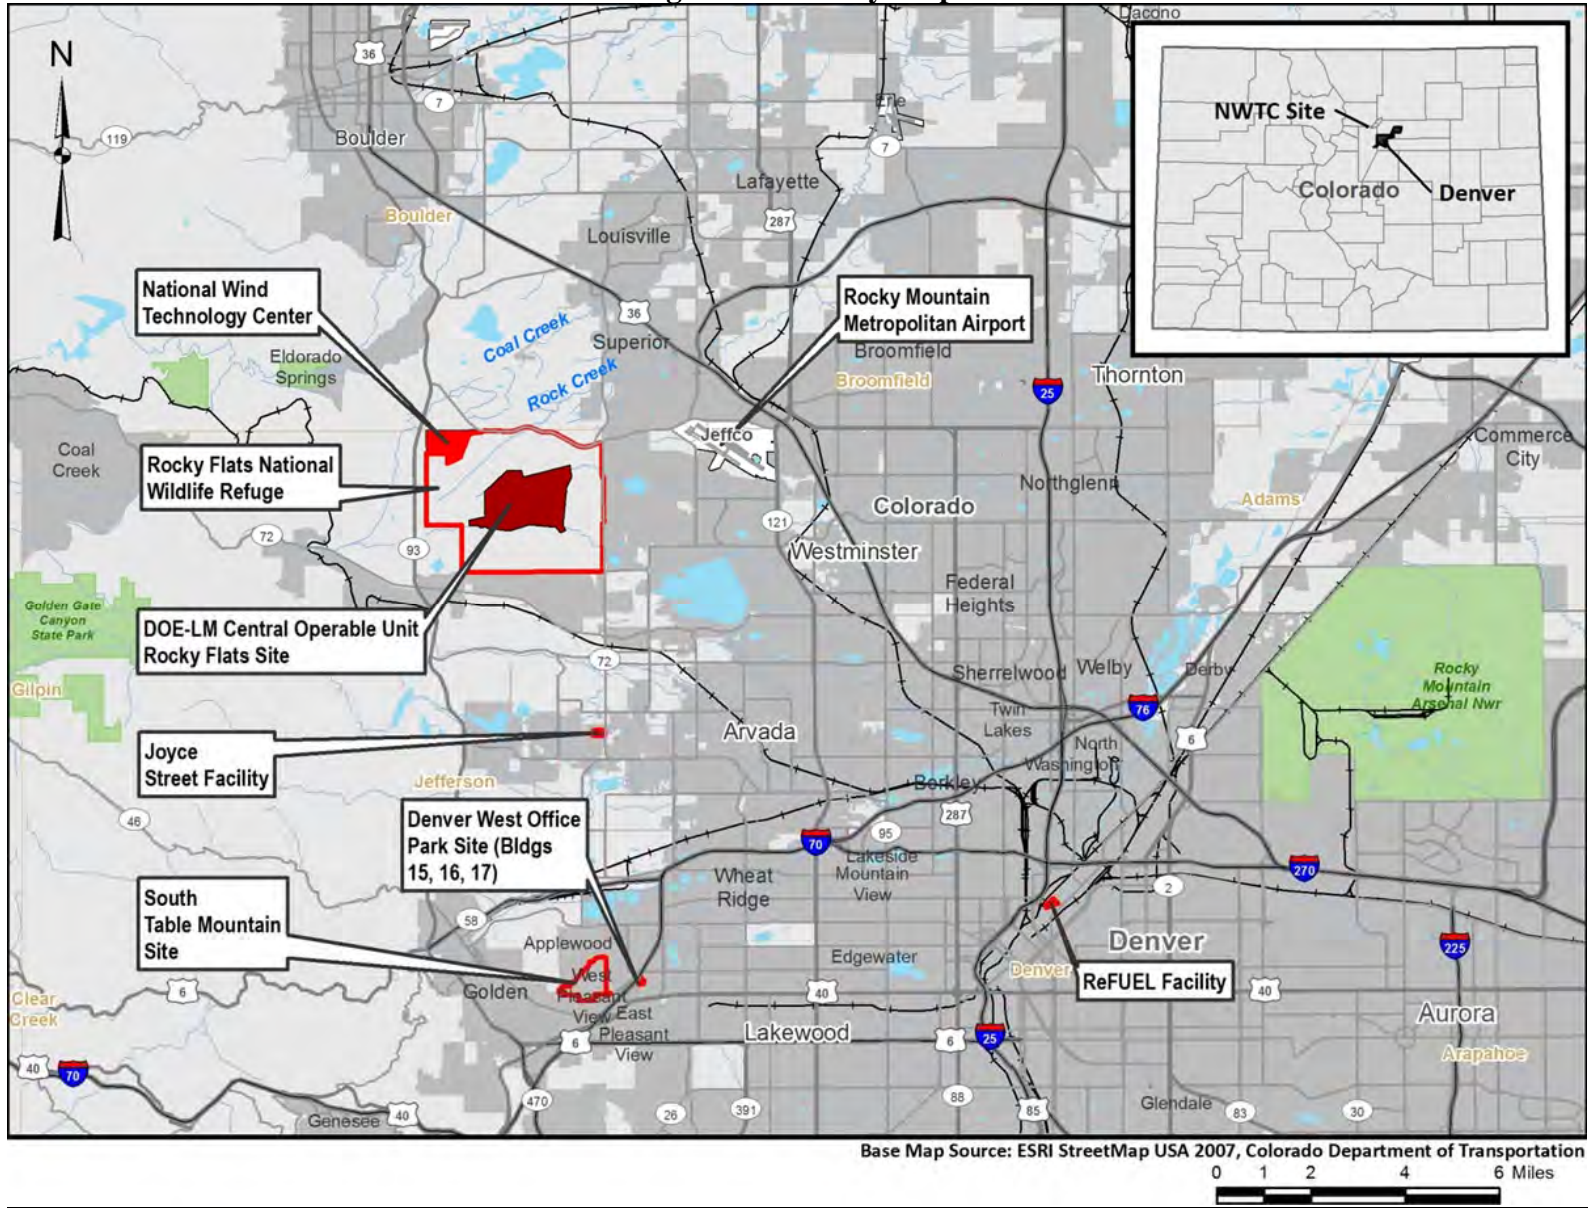 Dacono
N
36
7
Erie
119
Boulder
7
Lafayette
Boulder
287
Louisville
NWTC Site
Colorado
Denver
National Wind
Technology Center
Rocky Mountain
Metropolitan Airport
36
Coal Creek
Superior
Broomfield
Eldorado
Springs
Rock Creek
Broomfield
Thornton
25
Jeffco
Coal
Creek
Commerce
City
Rocky Flats National
Wildlife Refuge
Northglenn
Adams
Colorado
121
72
93
Westminster
Federal
Heights
Golden Gate
Canyon
State Park
DOE-LM Central Operable Unit
Rocky Flats Site
72
Sherrelwood
Welby
Derby
Rocky
Mountain
Arsenal Nwr
Gilpin
76
Twin
Lakes
Joyce
Street Facility
Arvada
North
Washington
6
Jefferson
Berkley
46
Denver West Office
Park Site (Bldgs
15, 16, 17)
287
95
70
Lakeside
Mountain
View
270
Wheat
Ridge
2
South
Table Mountain
Site
58
Applewood
Edgewater
Denver
225
Denver
ReFUEL Facility
West
Pleasant
View
Golden
6
40
40
Clear
Creek
East
Pleasant
View
Lakewood
Aurora
6
6
25
Arapahoe
40
70
Genesee
40
470
26
391
88
85
Glendale
83
30
Base Map Source: ESRI StreetMap USA 2007, Colorado Department of Transportation
0 1 2 4 6 Miles